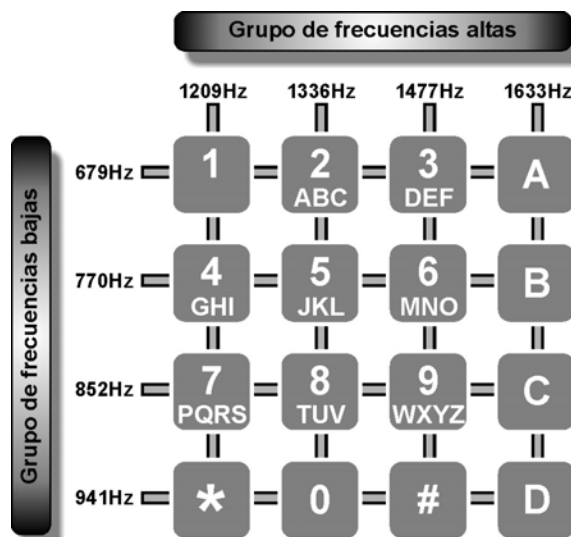 Grupo de frecuencias altas
1209Hz 1336Hz 1477Hz 1633Hz
Grupo de frecuencias bajas
679Hz 1 2 3 A
ABC DEF
770Hz 4 5 6 B
GHI JKL MNO
852Hz 7 8 9 C
PQRS TUV WXYZ
941Hz * 0 # D